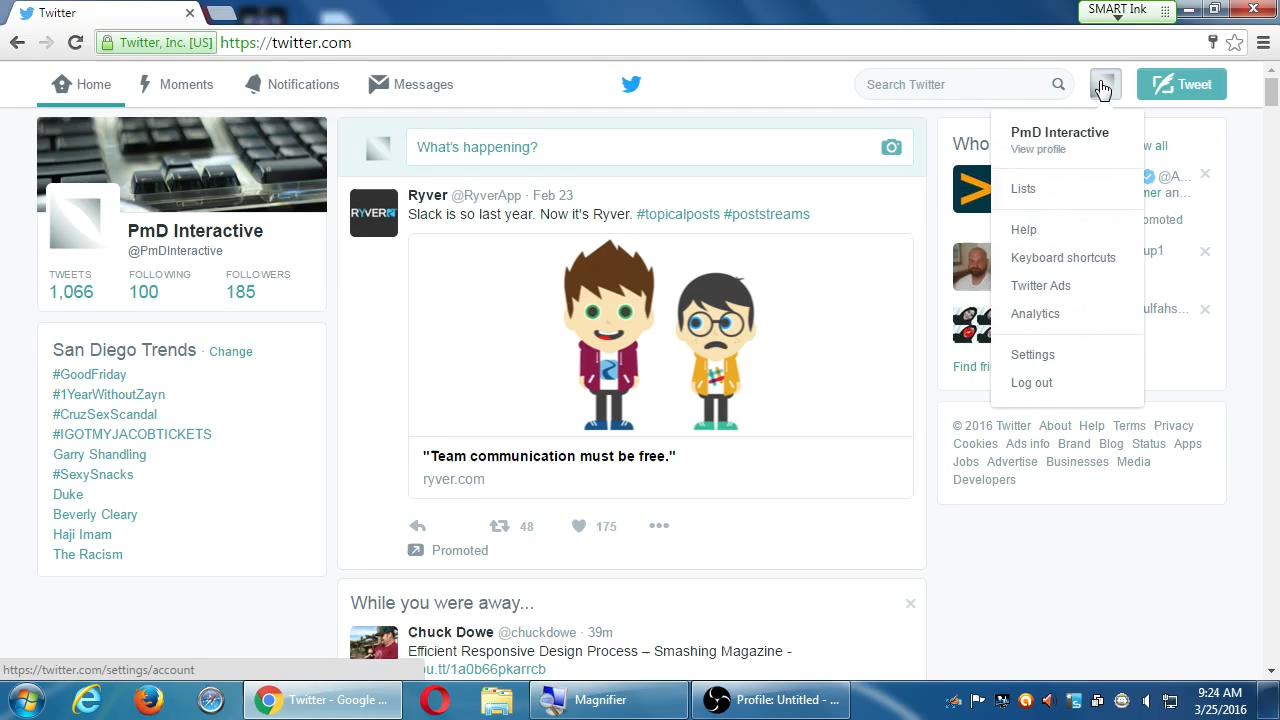 Twitter
SMART Ink
Twitter, Inc. [US] https://twitter.com
Home
Moments
Notifications
Messages
Search Twitter
Tweet
PmD Interactive
@PmDInteractive
TWEETS FOLLOWING FOLLOWERS
1,066 100 185
San Diego Trends · Change
#GoodFriday
#1YearWithoutZayn
#CruzSexScandal
#IGOTMYJACOBTICKETS
Garry Shandling
#SexySnacks
Duke
Beverly Cleary
Haji Imam
The Racism
What's happening?
Ryver @RyverApp · Feb 23
Slack is so last year. Now it's Ryver. #topicalposts #poststreams
RYVER
"Team communication must be free."
ryver.com
48 175
Promoted
While you were away...
Chuck Dowe @chuckdowe · 39m
Efficient Responsive Design Process – Smashing Magazine -
u.tt/1a0b66pkarrcb
PmD Interactive
View profile
Lists
Help
Keyboard shortcuts
Twitter Ads
Analytics
Settings
Log out
Who
all
@A...
© 2016 Twitter About Help Terms Privacy
Cookies Ads info Brand Blog Status Apps
Jobs Advertise Businesses Media
Developers
https://twitter.com/settings/account
Twitter - Google ...
Magnifier
Profile: Untitled - ...
9:24 AM
3/25/2016